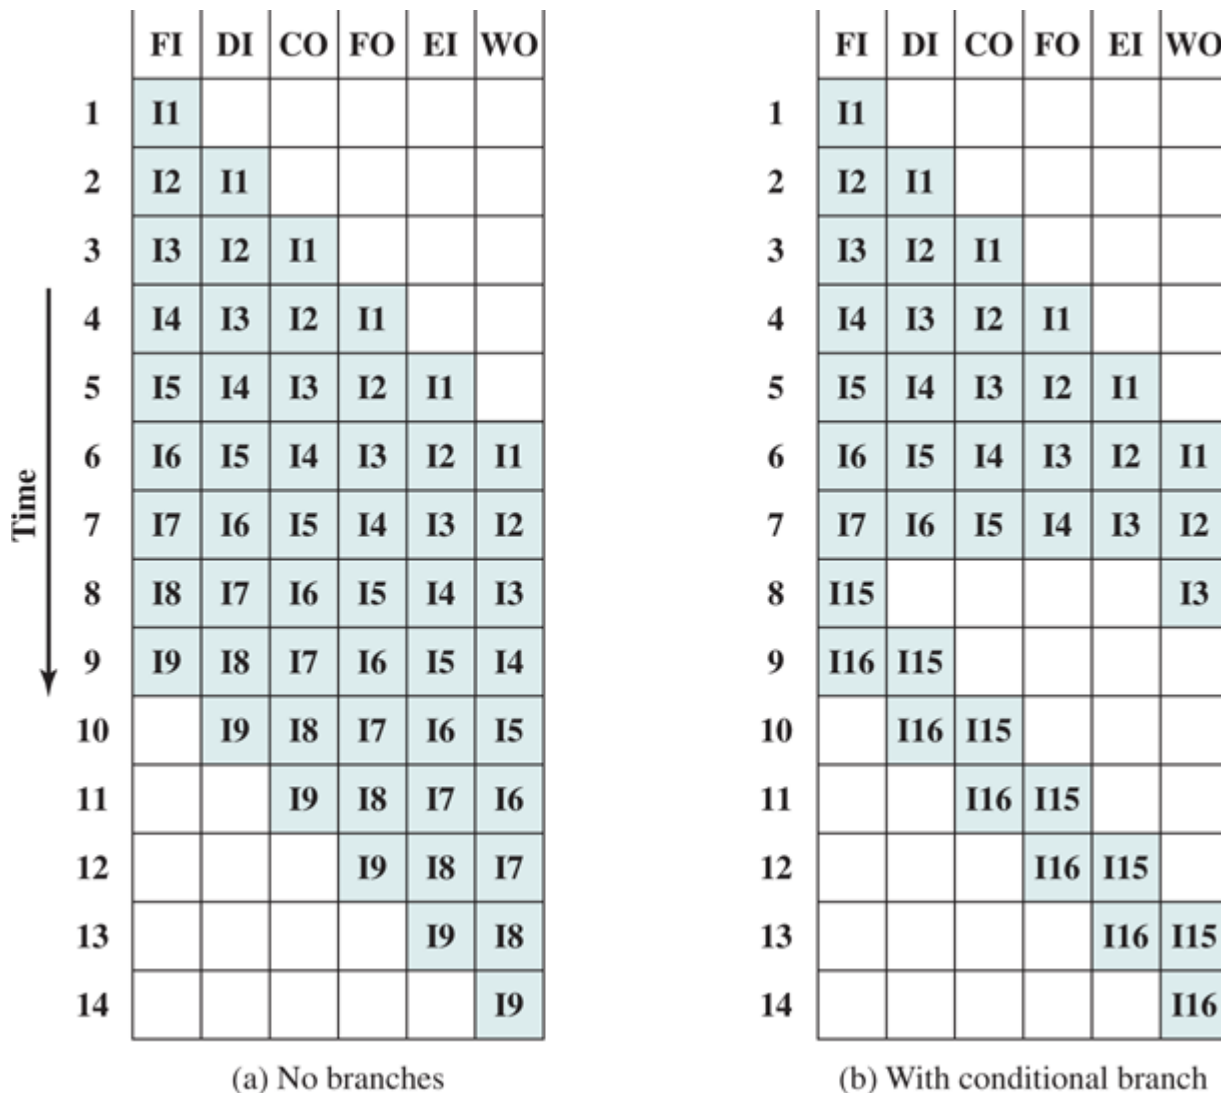 FI DI CO FO EI WO FI DI CO FO EI WO
1 I1 1 I1
2 I2 I1 2 I2 I1
3 I3 I2 I1 3 I3 I2 I1
4 I4 I3 I2 I1 4 I4 I3 I2 I1
5 I5 I4 I3 I2 I1 5 I5 I4 I3 I2 I1
6 I6 I5 I4 I3 I2 I1 6 I6 I5 I4 I3 I2 I1
Time
7 I7 I6 I5 I4 I3 I2 7 I7 I6 I5 I4 I3 I2
8 I8 I7 I6 I5 I4 I3 8 I15 I3
9 I9 I8 I7 I6 I5 I4 9 I16 I15
10 I9 I8 I7 I6 I5 10 I16 I15
11 I9 I8 I7 I6 11 I16 I15
12 I9 I8 I7 12 I16 I15
13 I9 I8 13 I16 I15
14 I9 14 I16
(a) No branches (b) With conditional branch